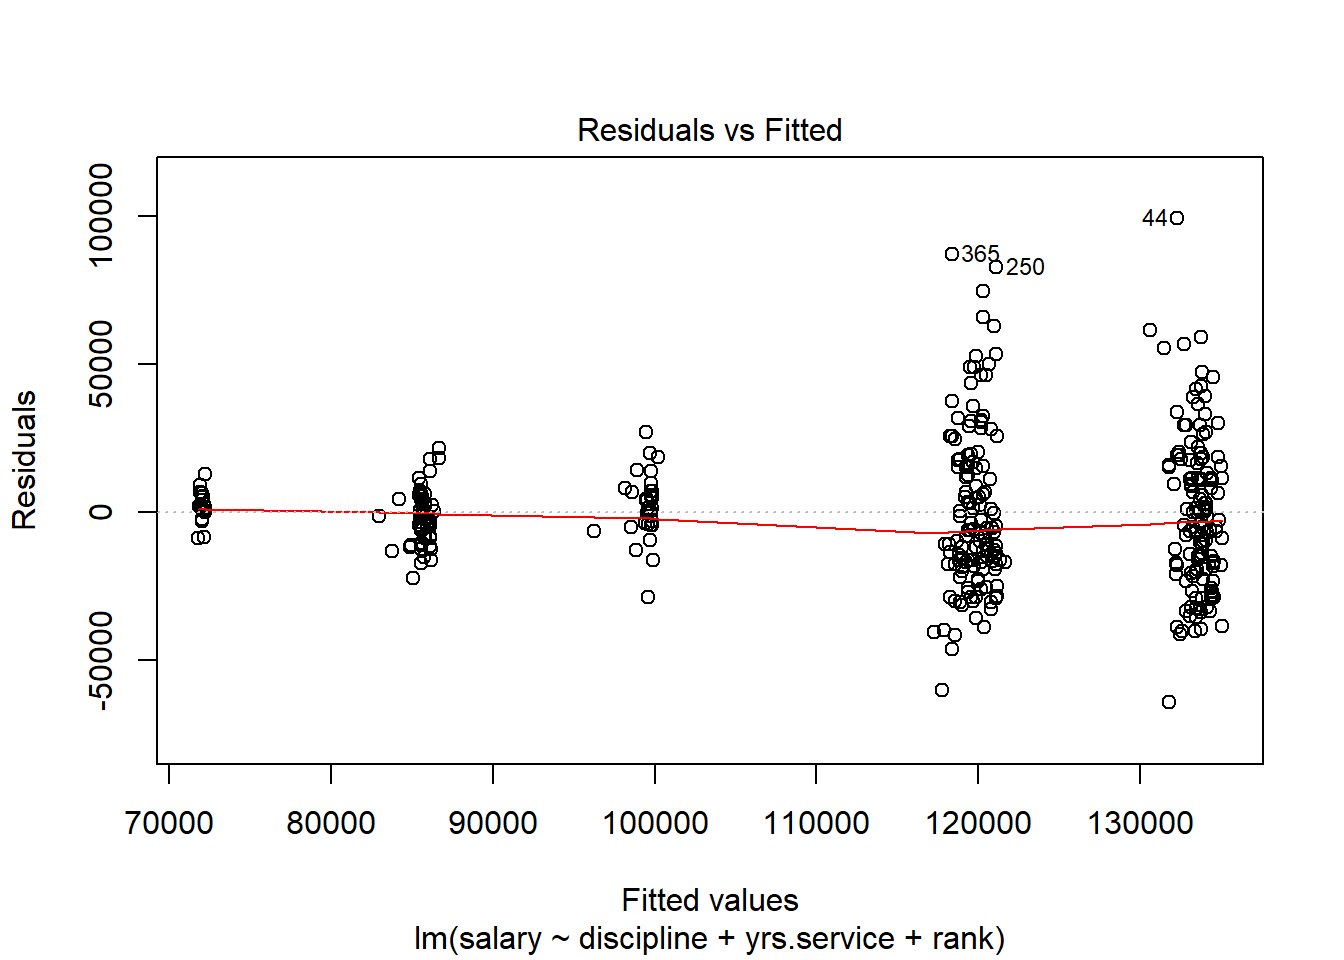 Residuals vs Fitted
Residuals
100000
50000
0
-50000
44
365
250
70000 80000 90000 100000 110000 120000 130000
Fitted values
lm(salary ~ discipline + yrs.service + rank)